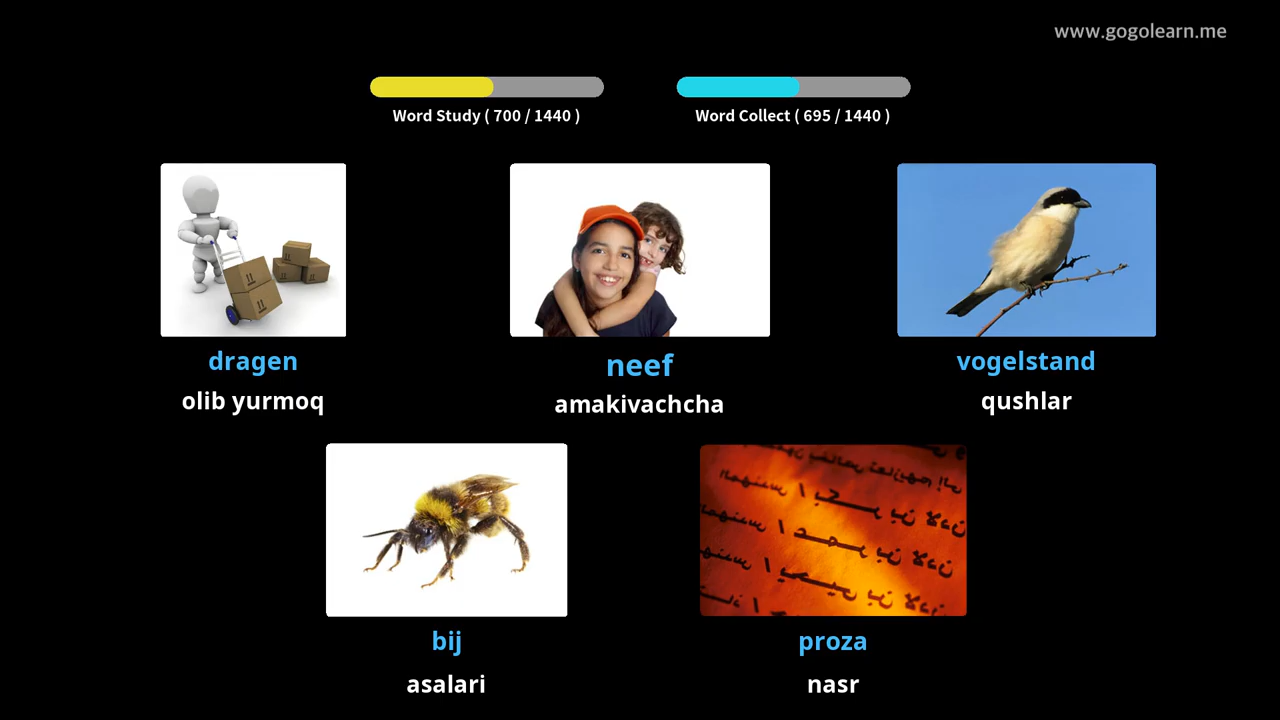 www.gogolearn.me
Word Study ( 700 / 1440 )
Word Collect ( 695 / 1440 )
dragen
olib yurmoq
neef
amakivachcha
vogelstand
qushlar
bij
asalari
proza
nasr